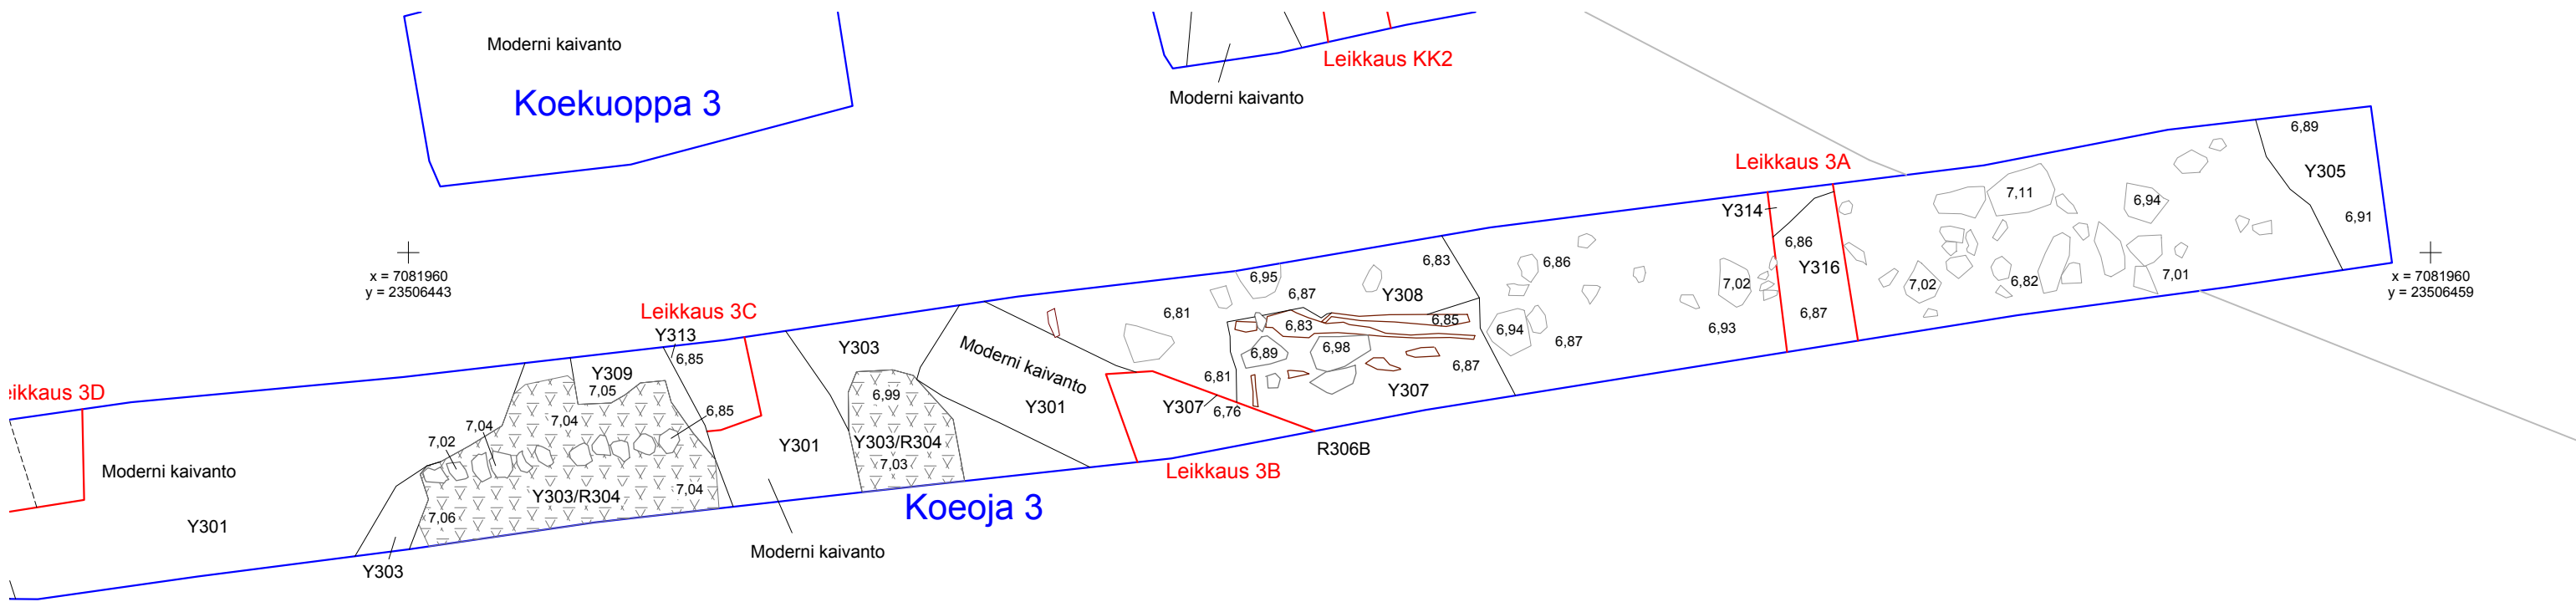 Moderni kaivanto
Koekuoppa 3
Leikkaus KK2
Moderni kaivanto
Leikkaus 3A
6,89
Y305
6,91
7,11
6,94
Y314
6,86
Y316
6,87
7,02
6,82
7,01
x = 7081960
y = 23506443
x = 7081960
y = 23506459
6,83
6,86
6,95
6,87
Y308
7,02
6,93
6,81
6,83
6,85
6,94
6,87
Leikkaus 3C
Y313
6,85
Y303
Moderni kaivanto
Y301
6,89
6,98
6,87
6,81
Y307
Y307
6,76
R306B
Leikkaus 3B
Y309
7,05
6,99
eikkaus 3D
7,02
7,04
7,04
6,85
Y301
Y303/R304
7,03
Moderni kaivanto
Y301
Y303/R304
7,04
7,06
Koeoja 3
Moderni kaivanto
Y303